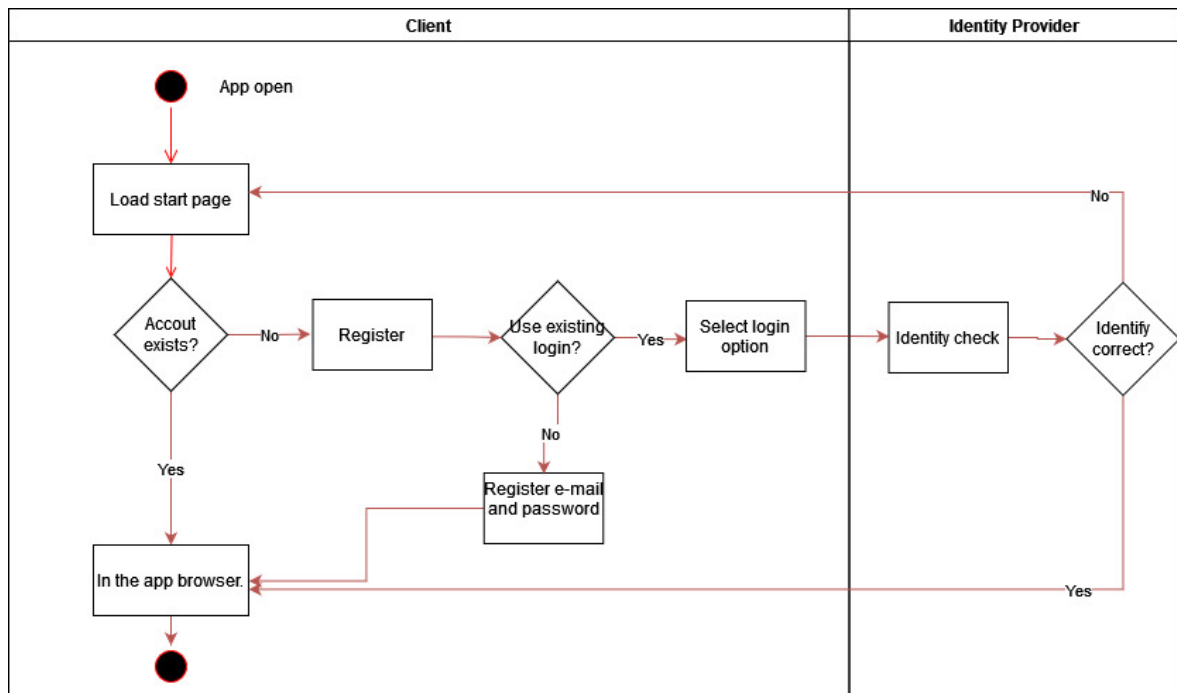 Client
Identity Provider
App open
Load start page
No
Accout
exists?
No
Register
Use existing
login?
Yes
Select login
option
Identity check
Identify
correct?
No
Yes
Register e-mail
and password
In the app browser.
Yes